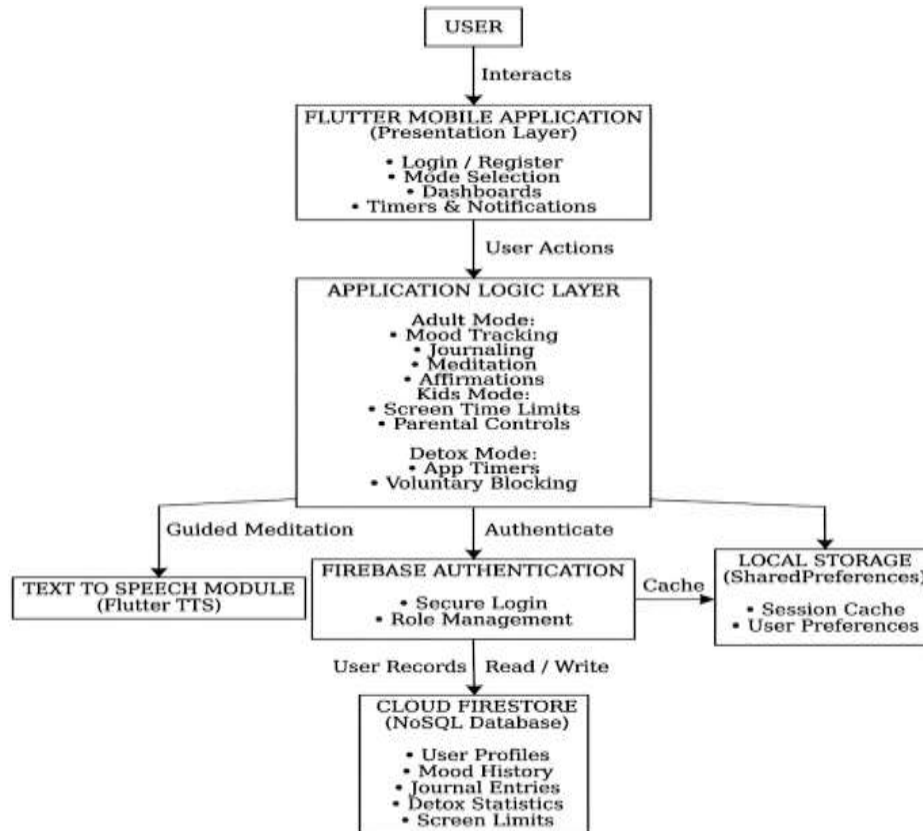 USER
Interacts
FLUTTER MOBILE APPLICATION
(Presentation Layer)
• Login / Register
• Mode Selection
• Dashboards
• Timers & Notifications
User Actions
APPLICATION LOGIC LAYER
Adult Mode:
• Mood Tracking
• Journaling
• Meditation
• Affirmations
Kids Mode:
• Screen Time Limits
• Parental Controls
Detox Mode:
• App Timers
• Voluntary Blocking
Guided Meditation
Authenticate
TEXT TO SPEECH MODULE
(Flutter TTS)
FIREBASE AUTHENTICATION
• Secure Login
• Role Management
Cache
LOCAL STORAGE
(SharedPreferences)
• Session Cache
• User Preferences
User Records
Read / Write
CLOUD FIRESTORE
(NoSQL Database)
• User Profiles
• Mood History
• Journal Entries
• Detox Statistics
• Screen Limits